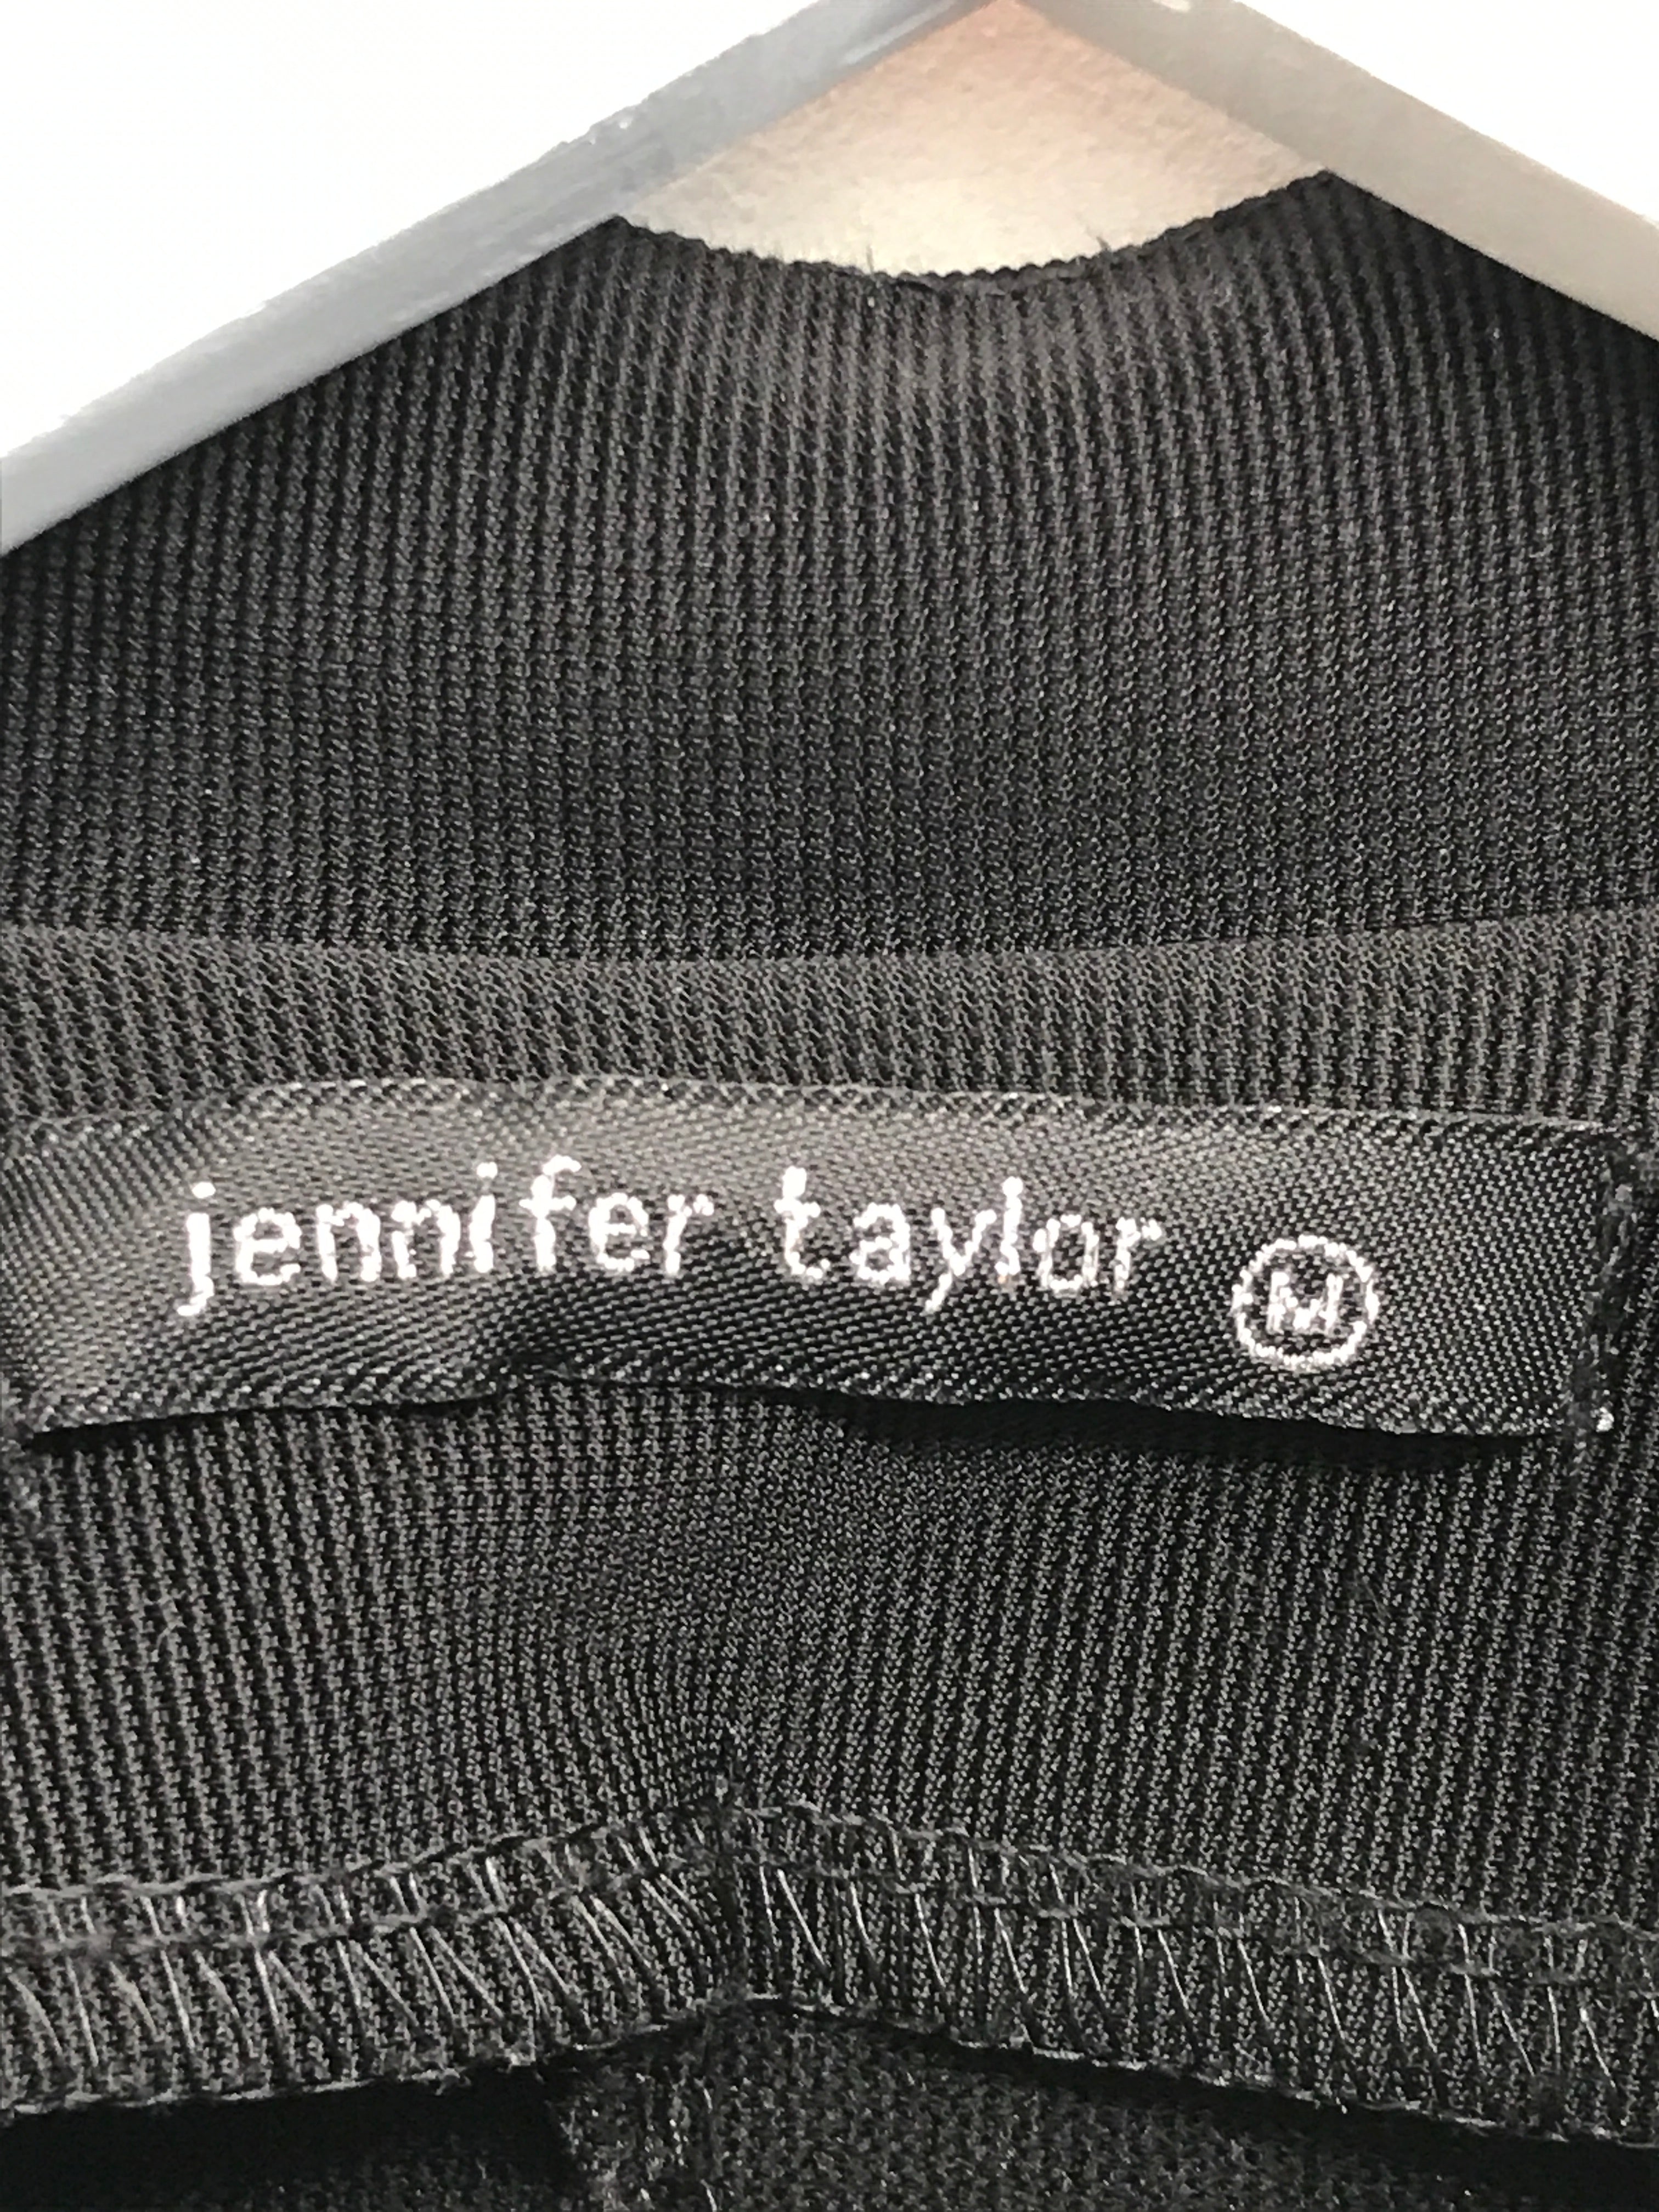 jennifer taylor M